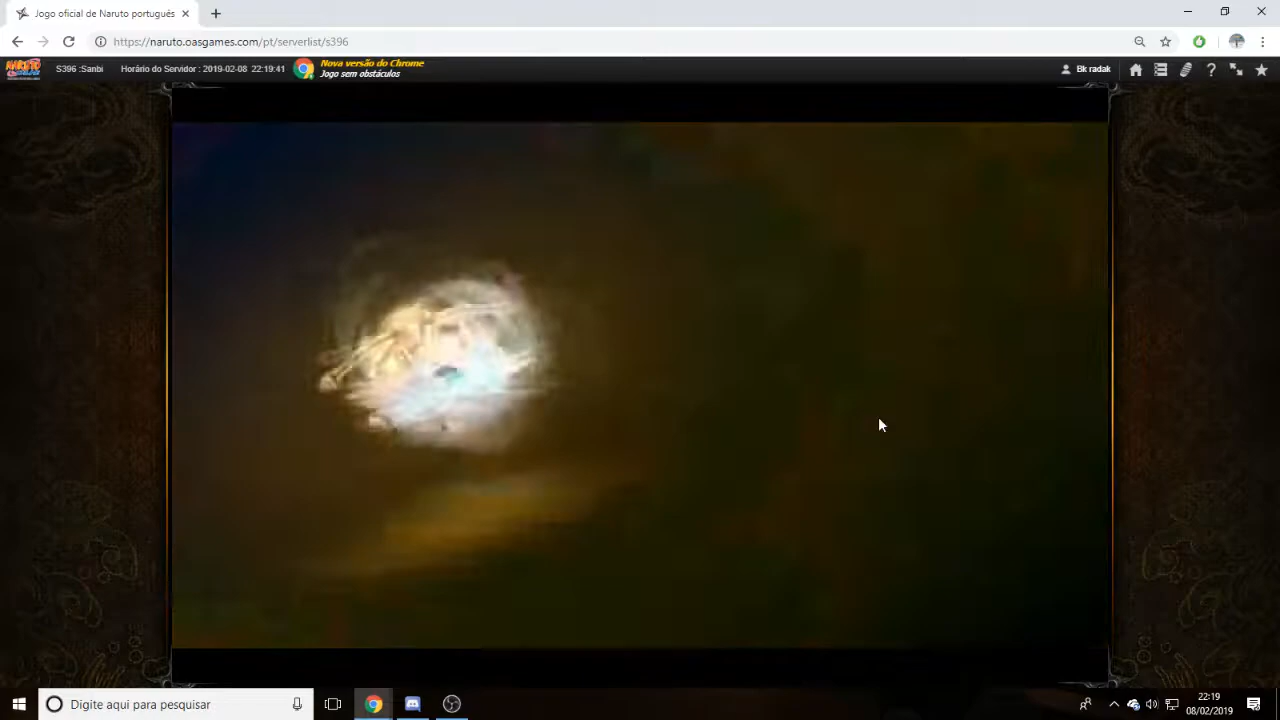 Jogo oficial de Naruto português
https://naruto.oasgames.com/pt/serverlist/s396
NARUTO
S396 :Sanbi
Horário do Servidor : 2019-02-08 22:19:41
Nova versão do Chrome
Jogo sem obstáculos
Bk radak
Digite aqui para pesquisar
22:19
08/02/2019